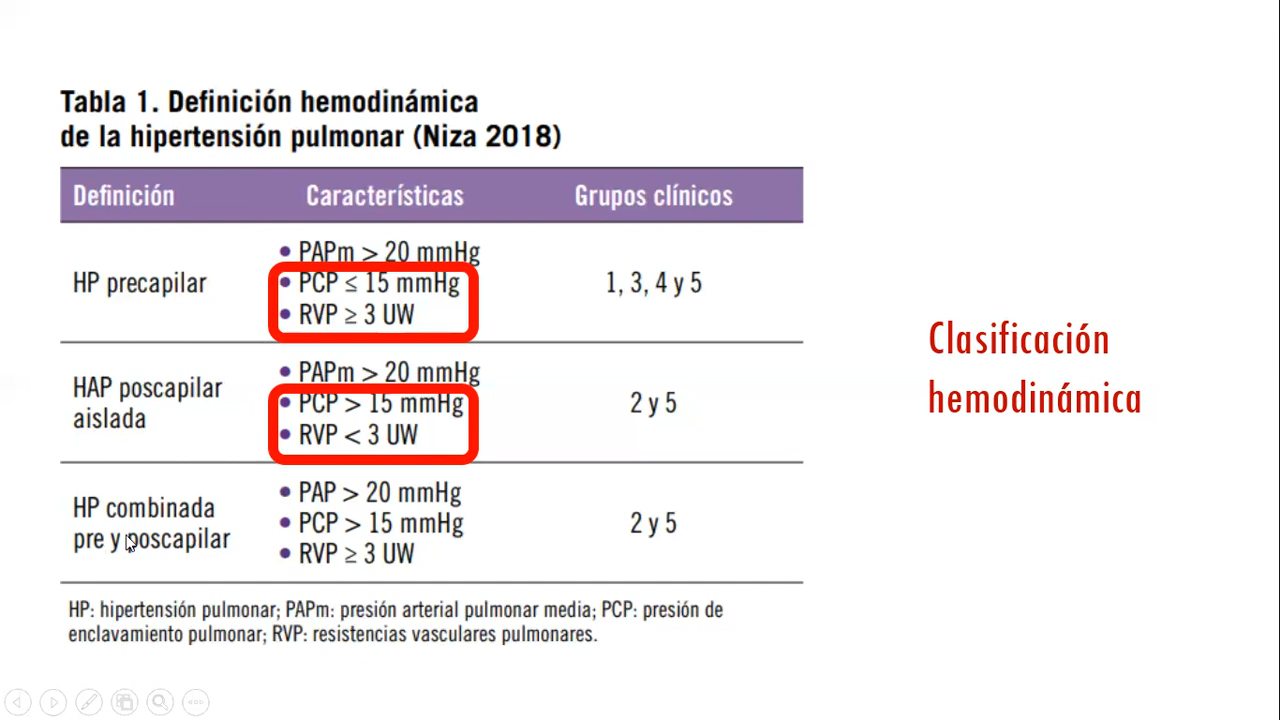 Tabla 1. Definición hemodinámica
de la hipertensión pulmonar (Niza 2018)
Definición Características Grupos clínicos
HP precapilar
• PAPm > 20 mmHg
• PCP ≤ 15 mmHg
• RVP ≥ 3 UW
1, 3, 4 y 5
HAP poscapilar
aislada
• PAPm > 20 mmHg
• PCP > 15 mmHg
• RVP < 3 UW
2 y 5
HP combinada
pre y poscapilar
• PAP > 20 mmHg
• PCP > 15 mmHg
• RVP ≥ 3 UW
2 y 5
HP: hipertensión pulmonar; PAPm: presión arterial pulmonar media; PCP: presión de
enclavamiento pulmonar; RVP: resistencias vasculares pulmonares.
Clasificación
hemodinámica